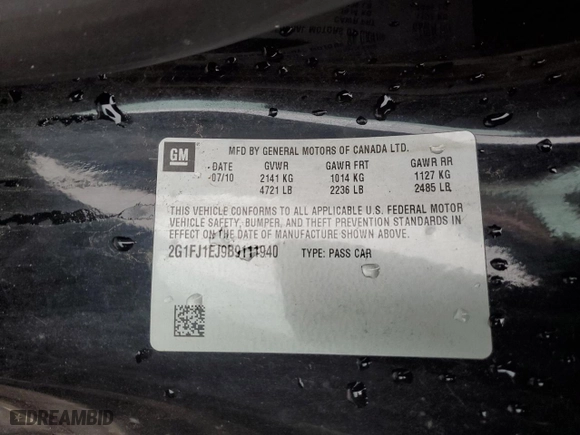 GM
MFD BY GENERAL MOTORS OF CANADA LTD.
DATE GVWR GAWR FRT GAWR RR
07/10 2141 KG 1014 KG 1127 KG
4721 LB 2236 LB 2485 LB
THIS VEHICLE CONFORMS TO ALL APPLICABLE U.S. FEDERAL MOTOR
VEHICLE SAFETY, BUMPER, AND THEFT PREVENTION STANDARDS IN
EFFECT ON THE DATE OF MANUFACTURE SHOWN ABOVE.
2G1FJ1EJ9B9111940 TYPE: PASS CAR
DREAMBID